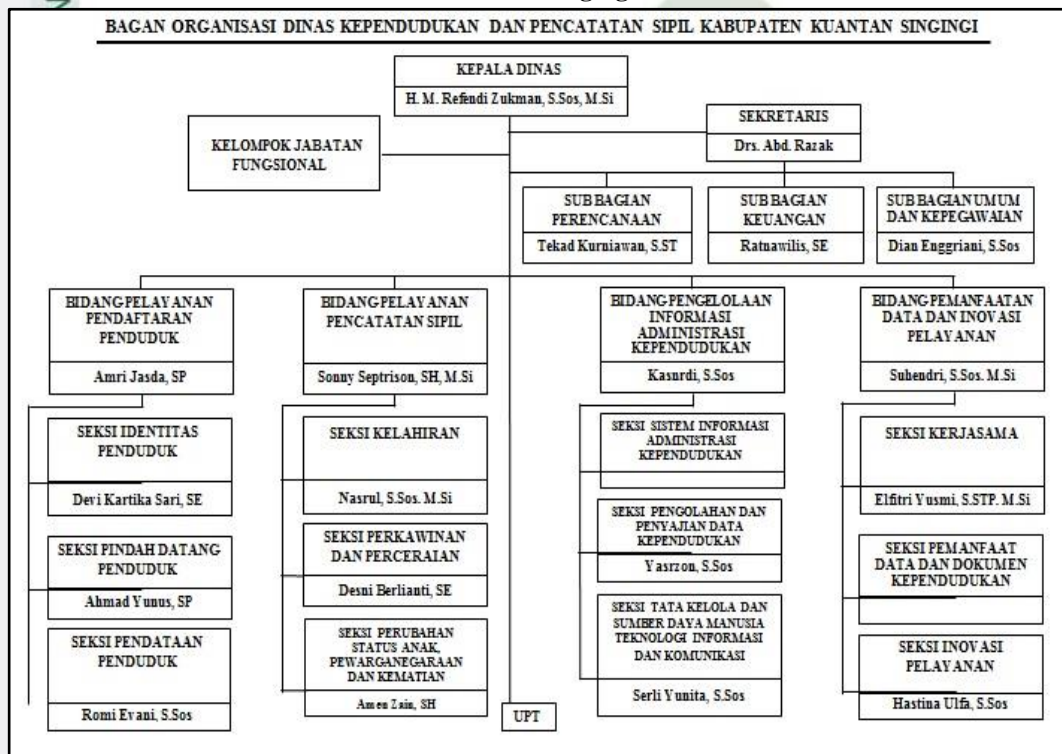 BAGAN ORGANISASI DINAS KEPENDUDUKAN DAN PENCATATAN SIPIL KABUPATEN KUANTAN SINGINGI
KEPALA DINAS
H. M. Refendi Zukman, S.Sos, M.Si
SEKRETARIS
Drs. Abd. Razak
KELOMPOK JABATAN
FUNGSIONAL
SUB BAGIAN
PERENCANAAN
Tekad Kurniawan, S.ST
SUB BAGIAN
KEUANGAN
Ratnawilis, SE
SUB BAGIAN UMUM
DAN KEPEGAWAIAN
Dian Enggriani, S.Sos
BIDANG PELAYANAN
PENDAFTARAN
PENDUDUK
Amri Jasda, SP
SEKSI IDENTITAS
PENDUDUK
Devi Kartika Sari, SE
SEKSI PINDAH DATANG
PENDUDUK
Ahmad Yunus, SP
SEKSI PENDATAAN
PENDUDUK
Romi Evani, S.Sos
BIDANG PELAYANAN
PENCATATAN SIPIL
Sonny Septrison, SH, M.Si
SEKSI KELAHIRAN
Nasrul, S.Sos. M.Si
SEKSI PERKAWINAN
DAN PERCERAIAN
Desni Berlianti, SE
SEKSI PERUBAHAN
STATUS ANAK,
PEWARGANEGARAAN
DAN KEMATIAN
Amen Zain, SH
UPT
BIDANG PENGELOLAAN
INFORMASI
ADMINISTRASI
KEPENDUDUKAN
Kasnrdi, S.Sos
SEKSI SISTEM INFORMASI
ADMINISTRASI
KEPENDUDUKAN
SEKSI PENGOLAHAN DAN
PENYAJIAN DATA
KEPENDUDUKAN
Yasrzon, S.Sos
SEKSI TATA KELOLA DAN
SUMBER DAYA MANUSIA
TEKNOLOGI INFORMASI
DAN KOMUNIKASI
Serli Yunita, S.Sos
BIDANG PEMANFAATAN
DATA DAN INOVASI
PELAYANAN
Suhendri, S.Sos. M.Si
SEKSI KERJASAMA
Elfitri Yusmi, S.STP. M.Si
SEKSI PEMANFAAT
DATA DAN DOKUMEN
KEPENDUDUKAN
SEKSI INOVASI
PELAYANAN
Hastina Ulfa, S.Sos